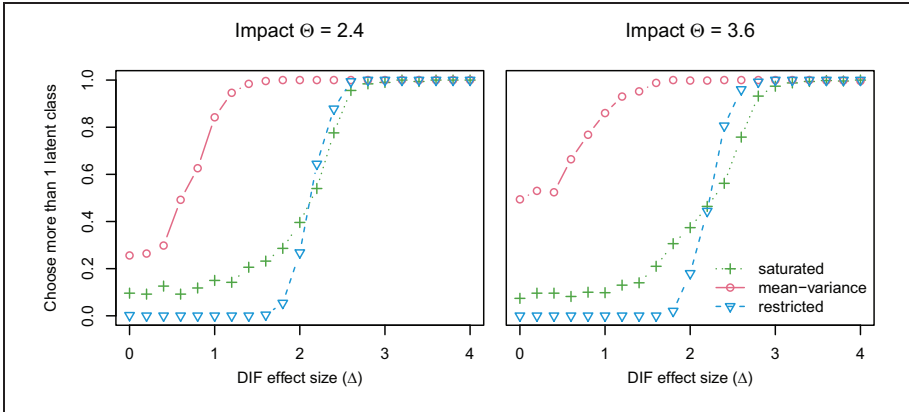 Impact Θ = 2.4
Impact Θ = 3.6
Choose more than 1 latent class
1.0
0.8
0.6
0.4
0.2
0.0
saturated
mean−variance
restricted
0 1 2 3 4
0 1 2 3 4
DIF effect size (Δ)
DIF effect size (Δ)